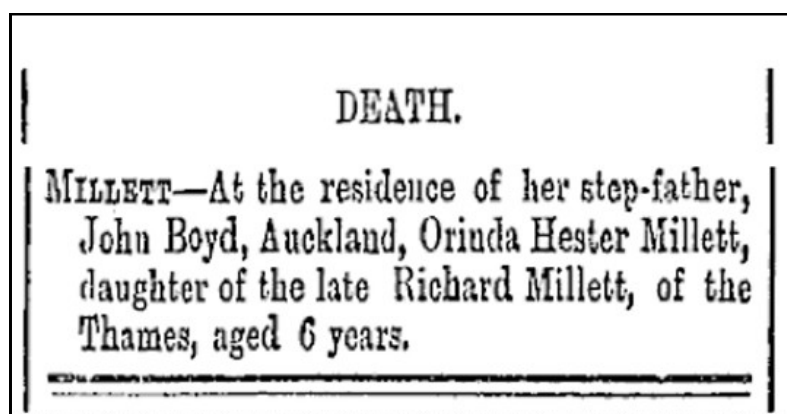 DEATH.
MILLETT—At the residence of her step-father,
John Boyd, Auckland, Orinda Hester Millett,
daughter of the late Richard Millett, of the
Thames, aged 6 years.